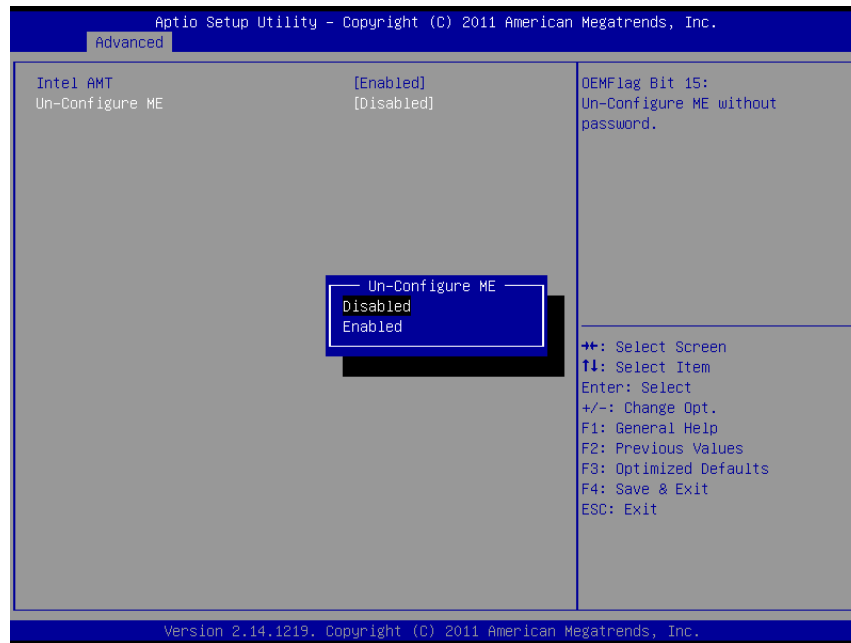 Aptio Setup Utility – Copyright (C) 2011 American Megatrends, Inc.
Advanced
Intel AMT [Enabled]
Un-Configure ME [Disabled]
OEMFlag Bit 15:
Un-Configure ME without
password.
Un-Configure ME
Disabled
Enabled
→←: Select Screen
↑↓: Select Item
Enter: Select
+/-: Change Opt.
F1: General Help
F2: Previous Values
F3: Optimized Defaults
F4: Save & Exit
ESC: Exit
Version 2.14.1219. Copyright (C) 2011 American Megatrends, Inc.